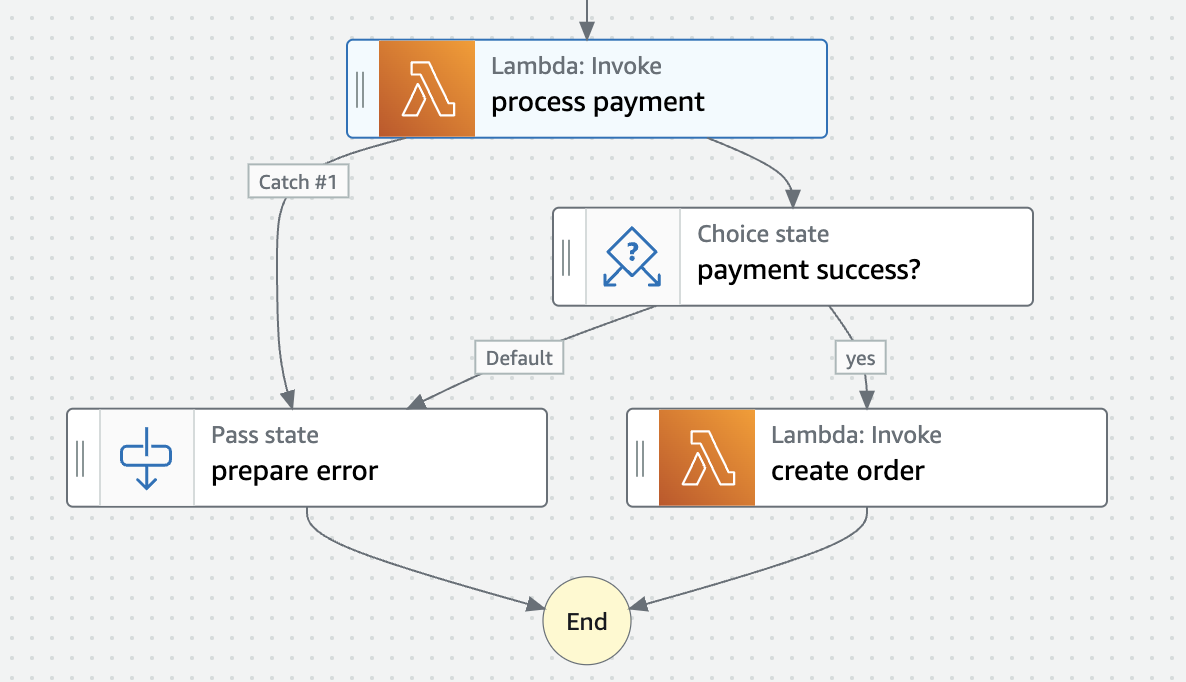 Lambda: Invoke
process payment
Catch #1
Choice state
payment success?
Default
yes
Pass state
prepare error
Lambda: Invoke
create order
End